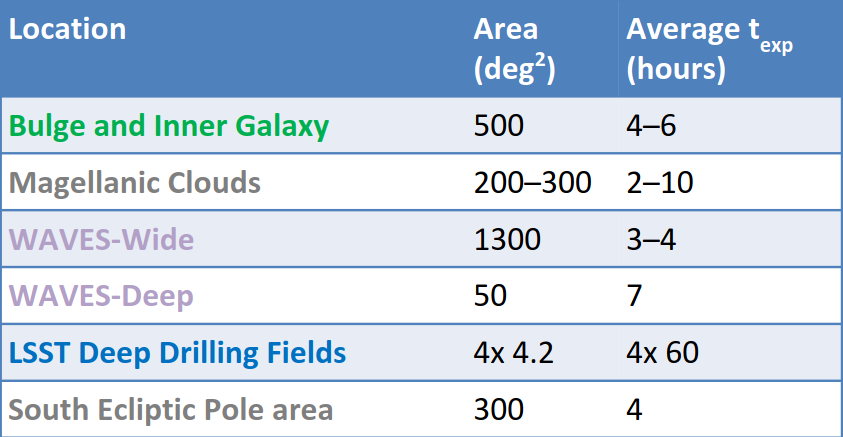 Location Area (deg²) Average t_exp (hours)
Bulge and Inner Galaxy 500 4–6
Magellanic Clouds 200–300 2–10
WAVES-Wide 1300 3–4
WAVES-Deep 50 7
LSST Deep Drilling Fields 4x 4.2 4x 60
South Ecliptic Pole area 300 4